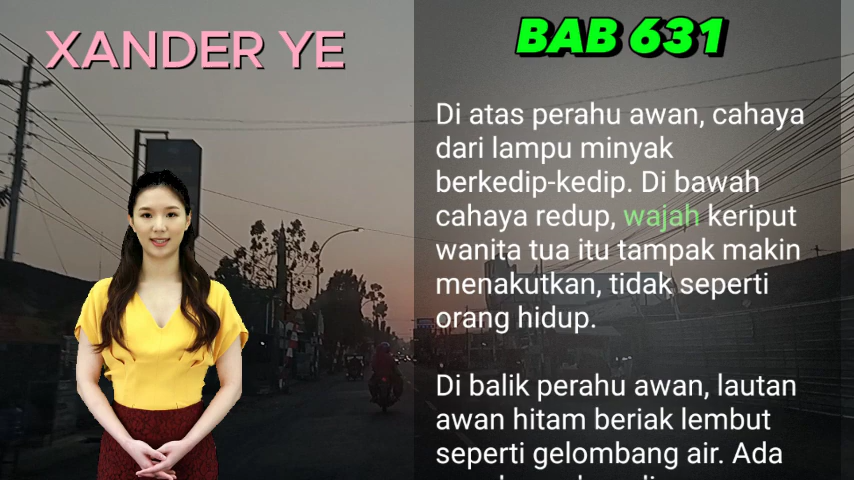 XANDER YE
BAB 631
Di atas perahu awan, cahaya
dari lampu minyak
berkedip-kedip. Di bawah
cahaya redup, wajah keriput
wanita tua itu tampak makin
menakutkan, tidak seperti
orang hidup.
Di balik perahu awan, lautan
awan hitam beriak lembut
seperti gelombang air. Ada